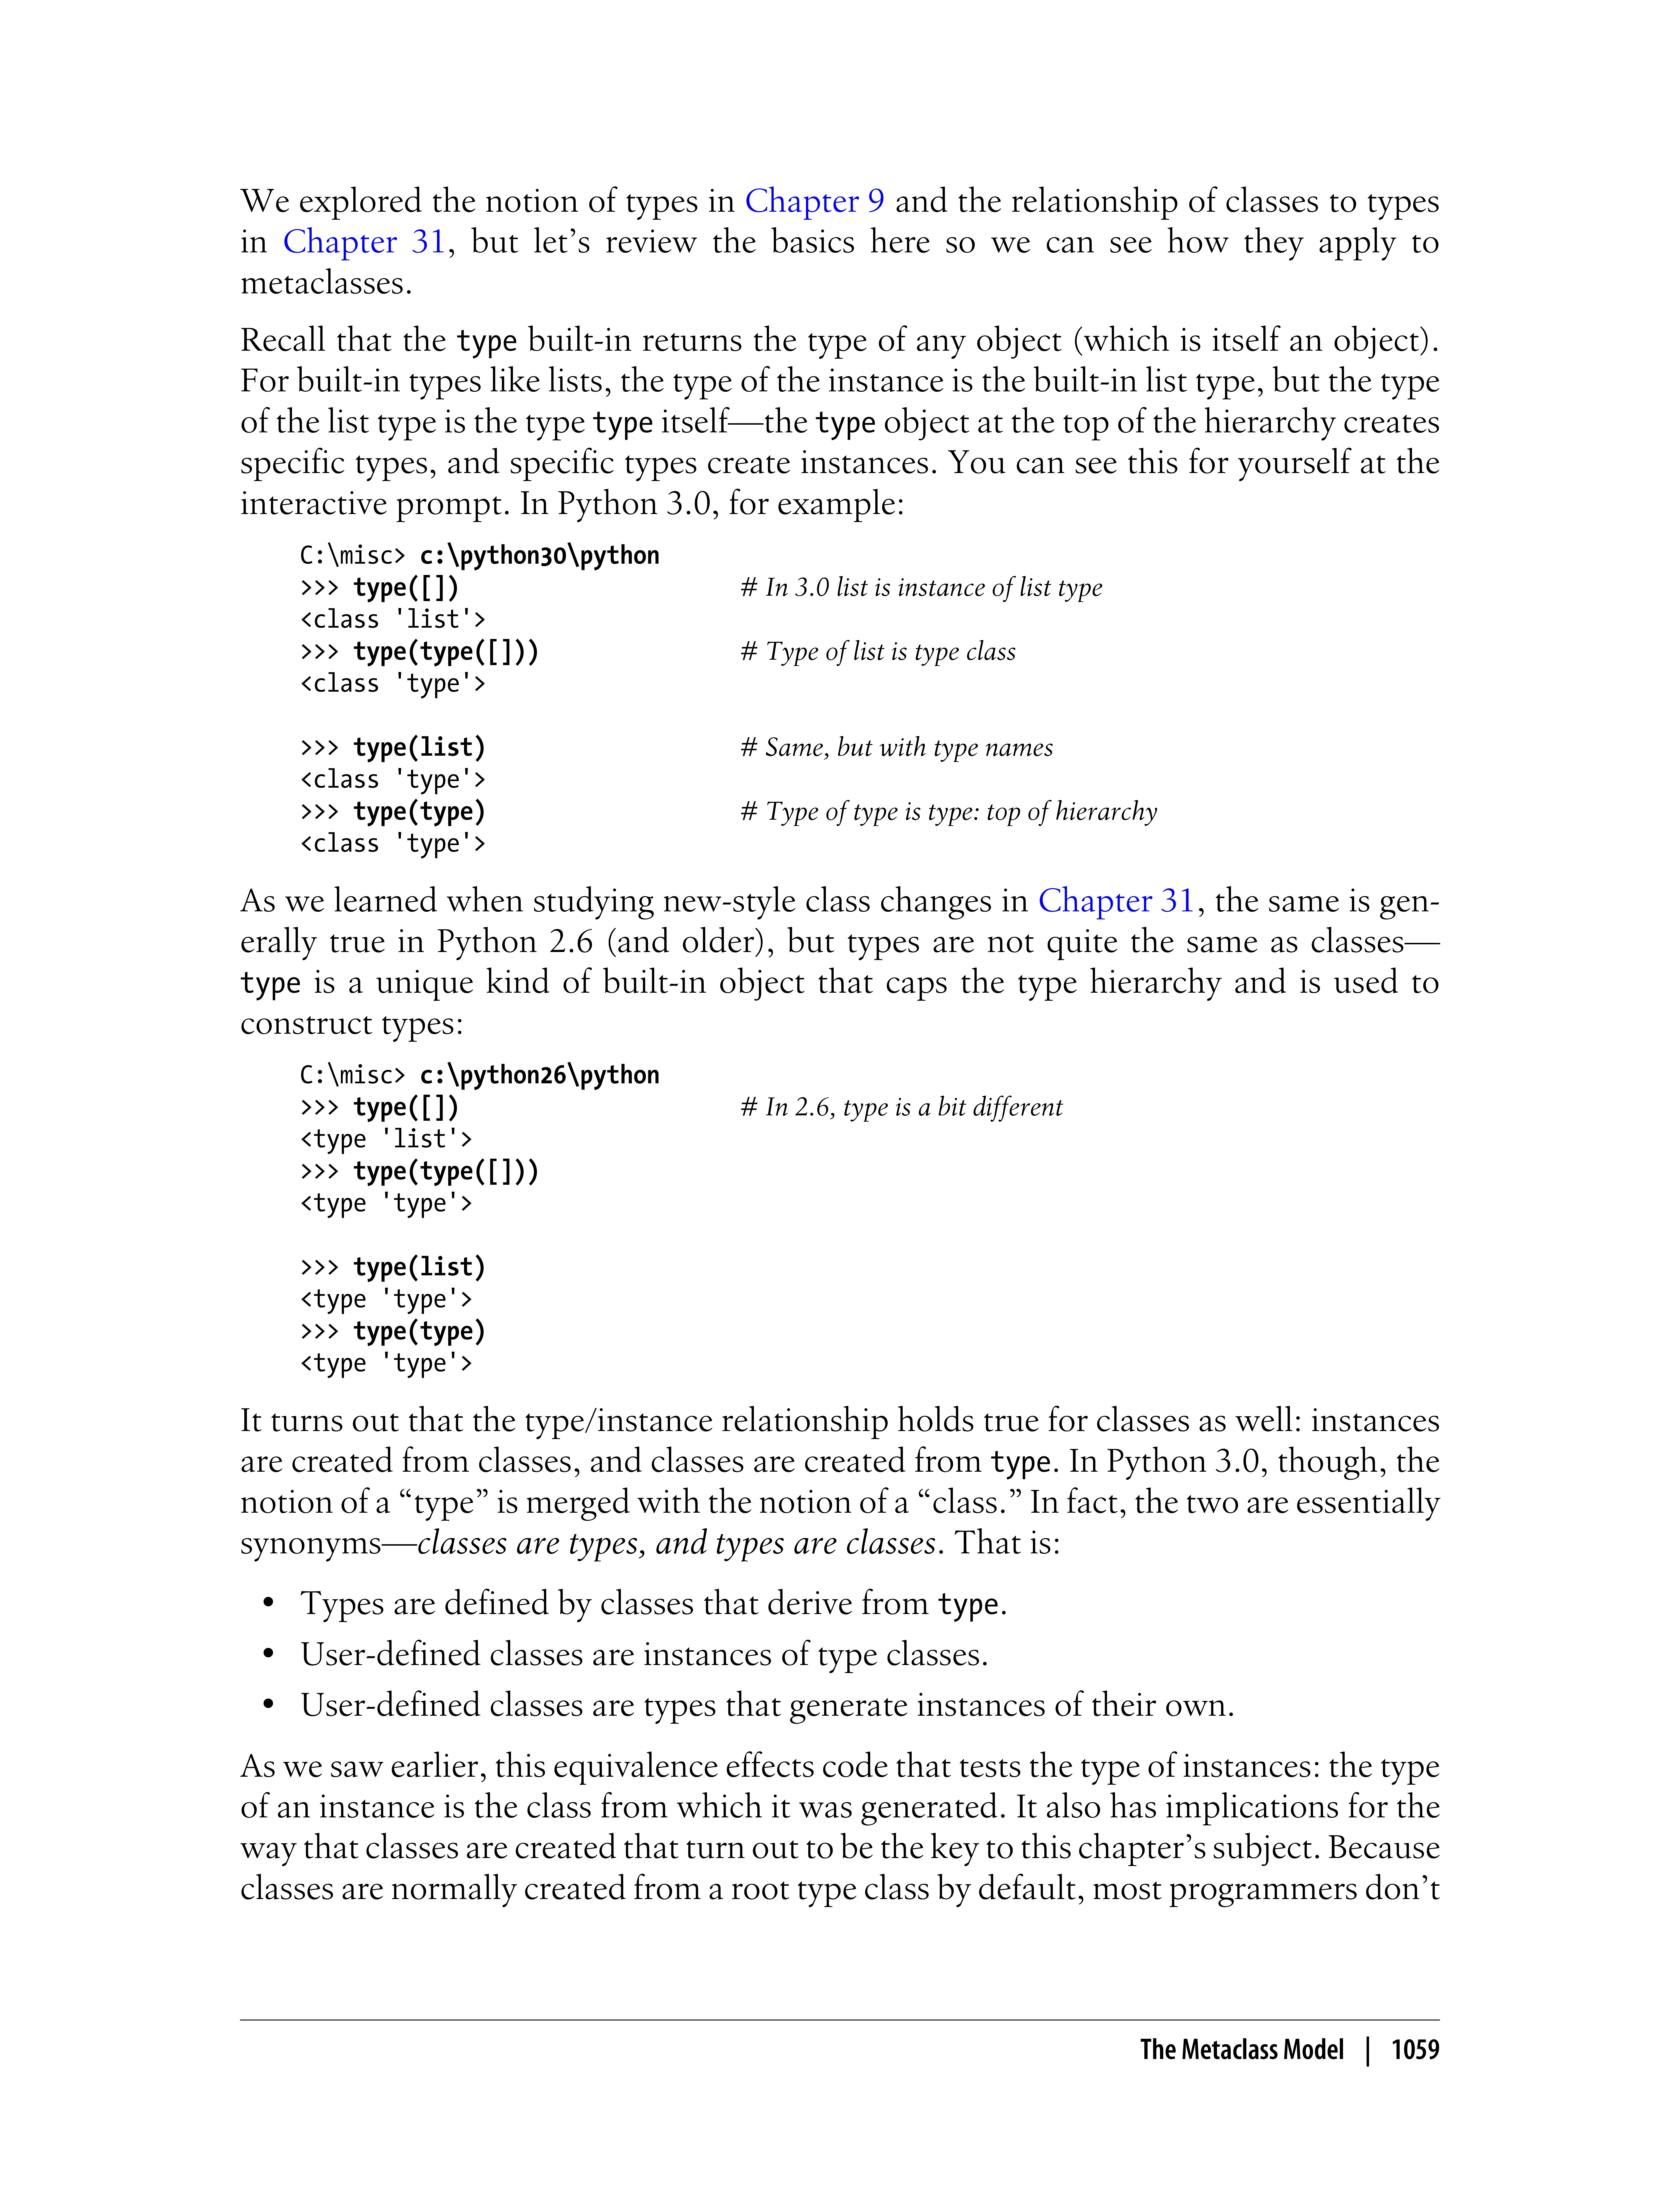 We explored the notion of types in Chapter 9 and the relationship of classes to types
in Chapter 31, but let’s review the basics here so we can see how they apply to
metaclasses.
Recall that the type built-in returns the type of any object (which is itself an object).
For built-in types like lists, the type of the instance is the built-in list type, but the type
of the list type is the type type itself—the type object at the top of the hierarchy creates
specific types, and specific types create instances. You can see this for yourself at the
interactive prompt. In Python 3.0, for example:
C:\misc> c:\python30\python
>>> type([]) # In 3.0 list is instance of list type
<class 'list'>
>>> type(type([])) # Type of list is type class
<class 'type'>
>>> type(list) # Same, but with type names
<class 'type'>
>>> type(type) # Type of type is type: top of hierarchy
<class 'type'>
As we learned when studying new-style class changes in Chapter 31, the same is gen-
erally true in Python 2.6 (and older), but types are not quite the same as classes—
type is a unique kind of built-in object that caps the type hierarchy and is used to
construct types:
C:\misc> c:\python26\python
>>> type([]) # In 2.6, type is a bit different
<type 'list'>
>>> type(type([]))
<type 'type'>
>>> type(list)
<type 'type'>
>>> type(type)
<type 'type'>
It turns out that the type/instance relationship holds true for classes as well: instances
are created from classes, and classes are created from type. In Python 3.0, though, the
notion of a “type” is merged with the notion of a “class.” In fact, the two are essentially
synonyms—classes are types, and types are classes. That is:
• Types are defined by classes that derive from type.
• User-defined classes are instances of type classes.
• User-defined classes are types that generate instances of their own.
As we saw earlier, this equivalence effects code that tests the type of instances: the type
of an instance is the class from which it was generated. It also has implications for the
way that classes are created that turn out to be the key to this chapter’s subject. Because
classes are normally created from a root type class by default, most programmers don’t
The Metaclass Model | 1059